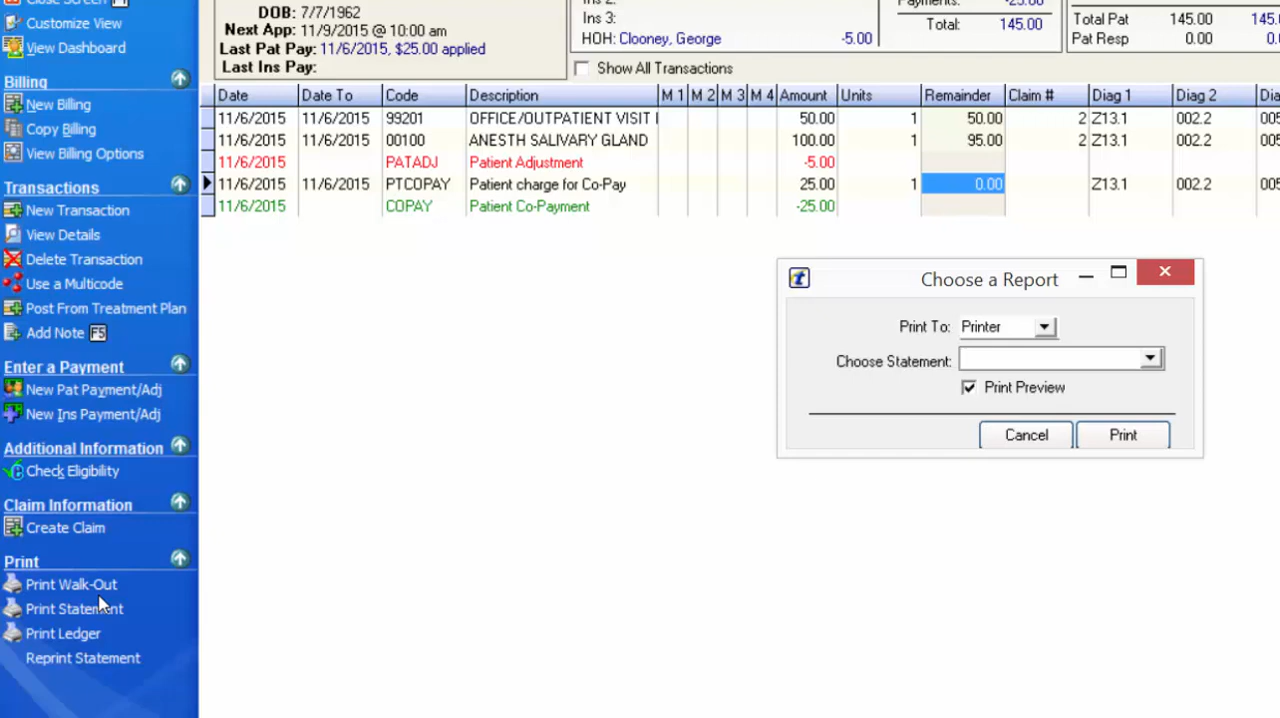 Close Screen
Customize View
View Dashboard
Billing
New Billing
Copy Billing
View Billing Options
Transactions
New Transaction
View Details
Delete Transaction
Use a Multicode
Post From Treatment Plan
Add Note F5
Enter a Payment
New Pat Payment/Adj
New Ins Payment/Adj
Additional Information
Check Eligibility
Claim Information
Create Claim
Print
Print Walk-Out
Print Statement
Print Ledger
Reprint Statement
DOB: 7/7/1962
Next App: 11/9/2015 @ 10:00 am
Last Pat Pay: 11/6/2015, $25.00 applied
Last Ins Pay:
Ins 3:
HOH: Clooney, George -5.00
Payments: -25.00
Total: 145.00
Total Pat 145.00 145.
Pat Resp 0.00 0.0
Show All Transactions
Date Date To Code Description M 1 M 2 M 3 M 4 Amount Units Remainder Claim # Diag 1 Diag 2 Dia
11/6/2015 11/6/2015 99201 OFFICE/OUTPATIENT VISIT 50.00 1 50.00 2 Z13.1 002.2 005
11/6/2015 11/6/2015 00100 ANESTH SALIVARY GLAND 100.00 1 95.00 2 Z13.1 002.2 005
11/6/2015 PATADJ Patient Adjustment -5.00
11/6/2015 11/6/2015 PTCOPAY Patient charge for Co-Pay 25.00 1 0.00 Z13.1 002.2 005
11/6/2015 COPAY Patient Co-Payment -25.00
Choose a Report
Print To: Printer
Choose Statement:
Print Preview
Cancel Print